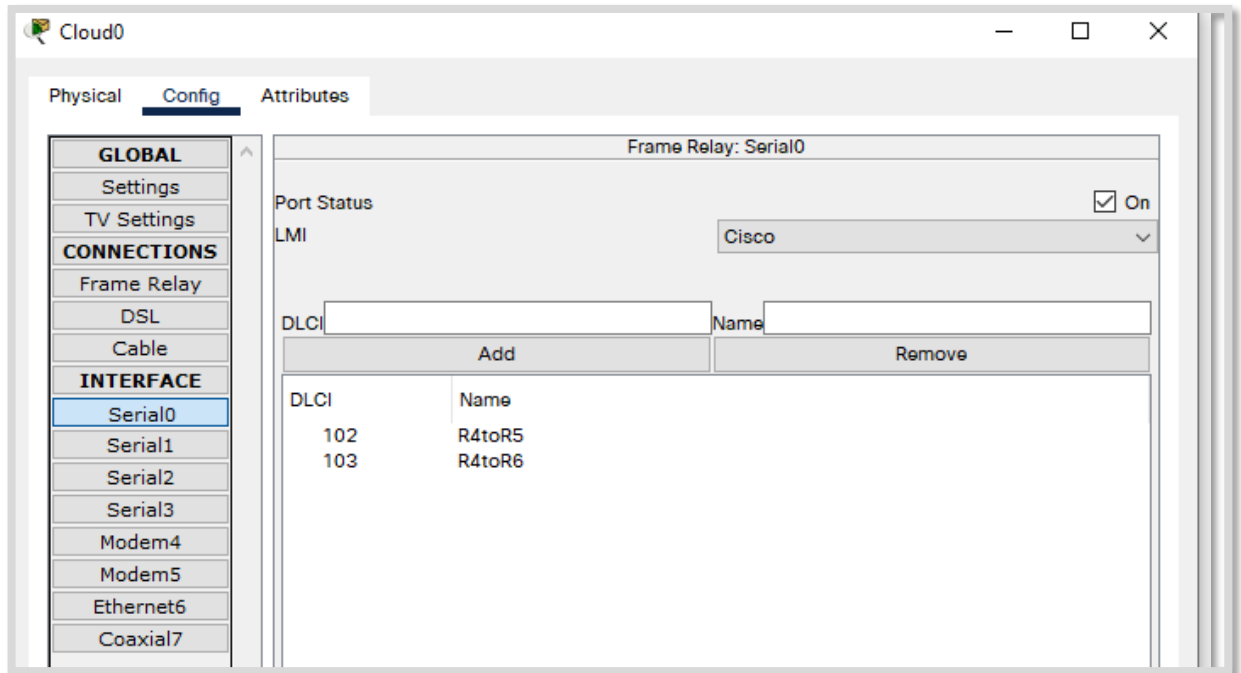 Cloud0
Physical Config Attributes
GLOBAL
Settings
TV Settings
CONNECTIONS
Frame Relay
DSL
Cable
INTERFACE
Serial0
Serial1
Serial2
Serial3
Modem4
Modem5
Ethernet6
Coaxial7
Frame Relay: Serial0
Port Status On
LMI Cisco
DLCI Name
Add Remove
DLCI Name
102 R4toR5
103 R4toR6